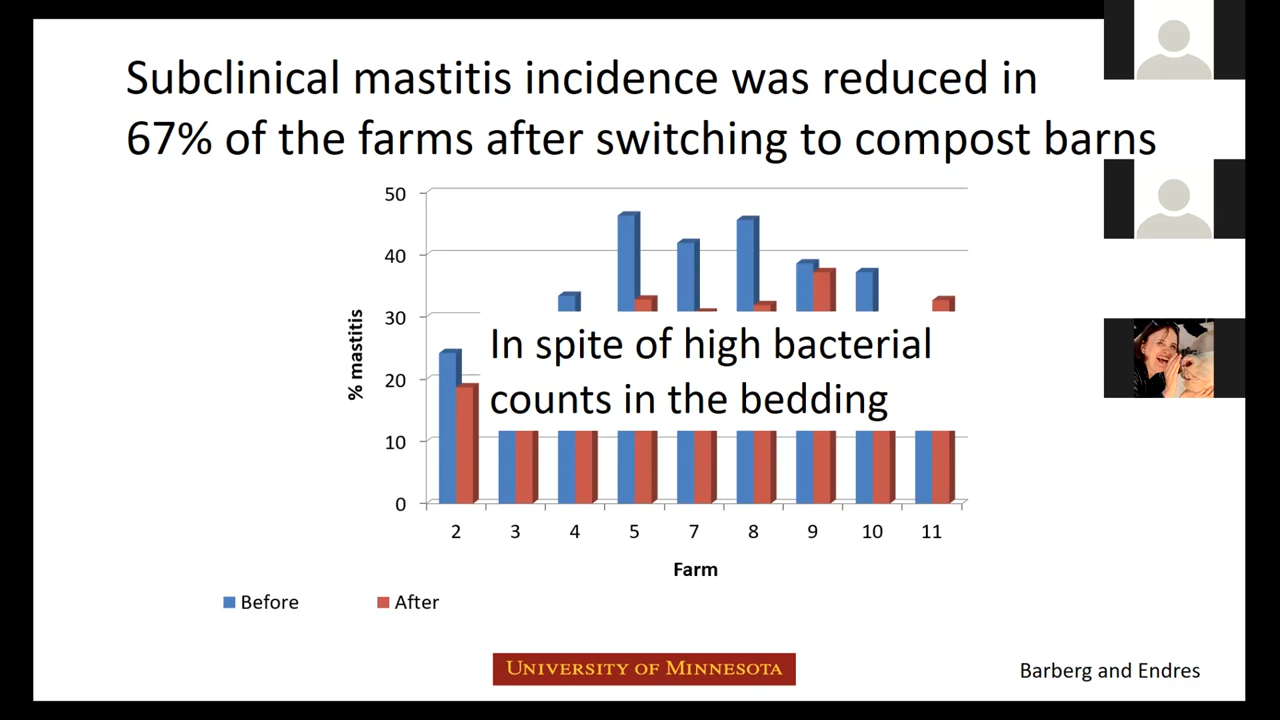 Subclinical mastitis incidence was reduced in
67% of the farms after switching to compost barns
50
40
30
20
10
0
% mastitis
In spite of high bacterial
counts in the bedding
2 3 4 5 7 8 9 10 11
Farm
Before After
UNIVERSITY OF MINNESOTA
Barberg and Endres